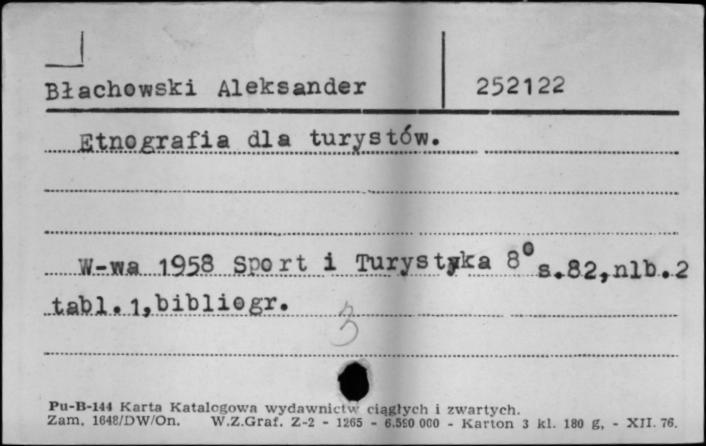 Błachowski Aleksander 252122
Etnografia dla turystów.
W-wa 1958 Sport i Turystyka 8⁰ s.82,nlb.2
tabl.1,bibliogr.
3
Pu-B-144 Karta Katalogowa wydawnictw ciągłych i zwartych.
Zam. 1648/DW/On. W.Z.Graf. Z-2 - 1265 - 6.590 000 - Karton 3 kl. 180 g, - XII. 76.